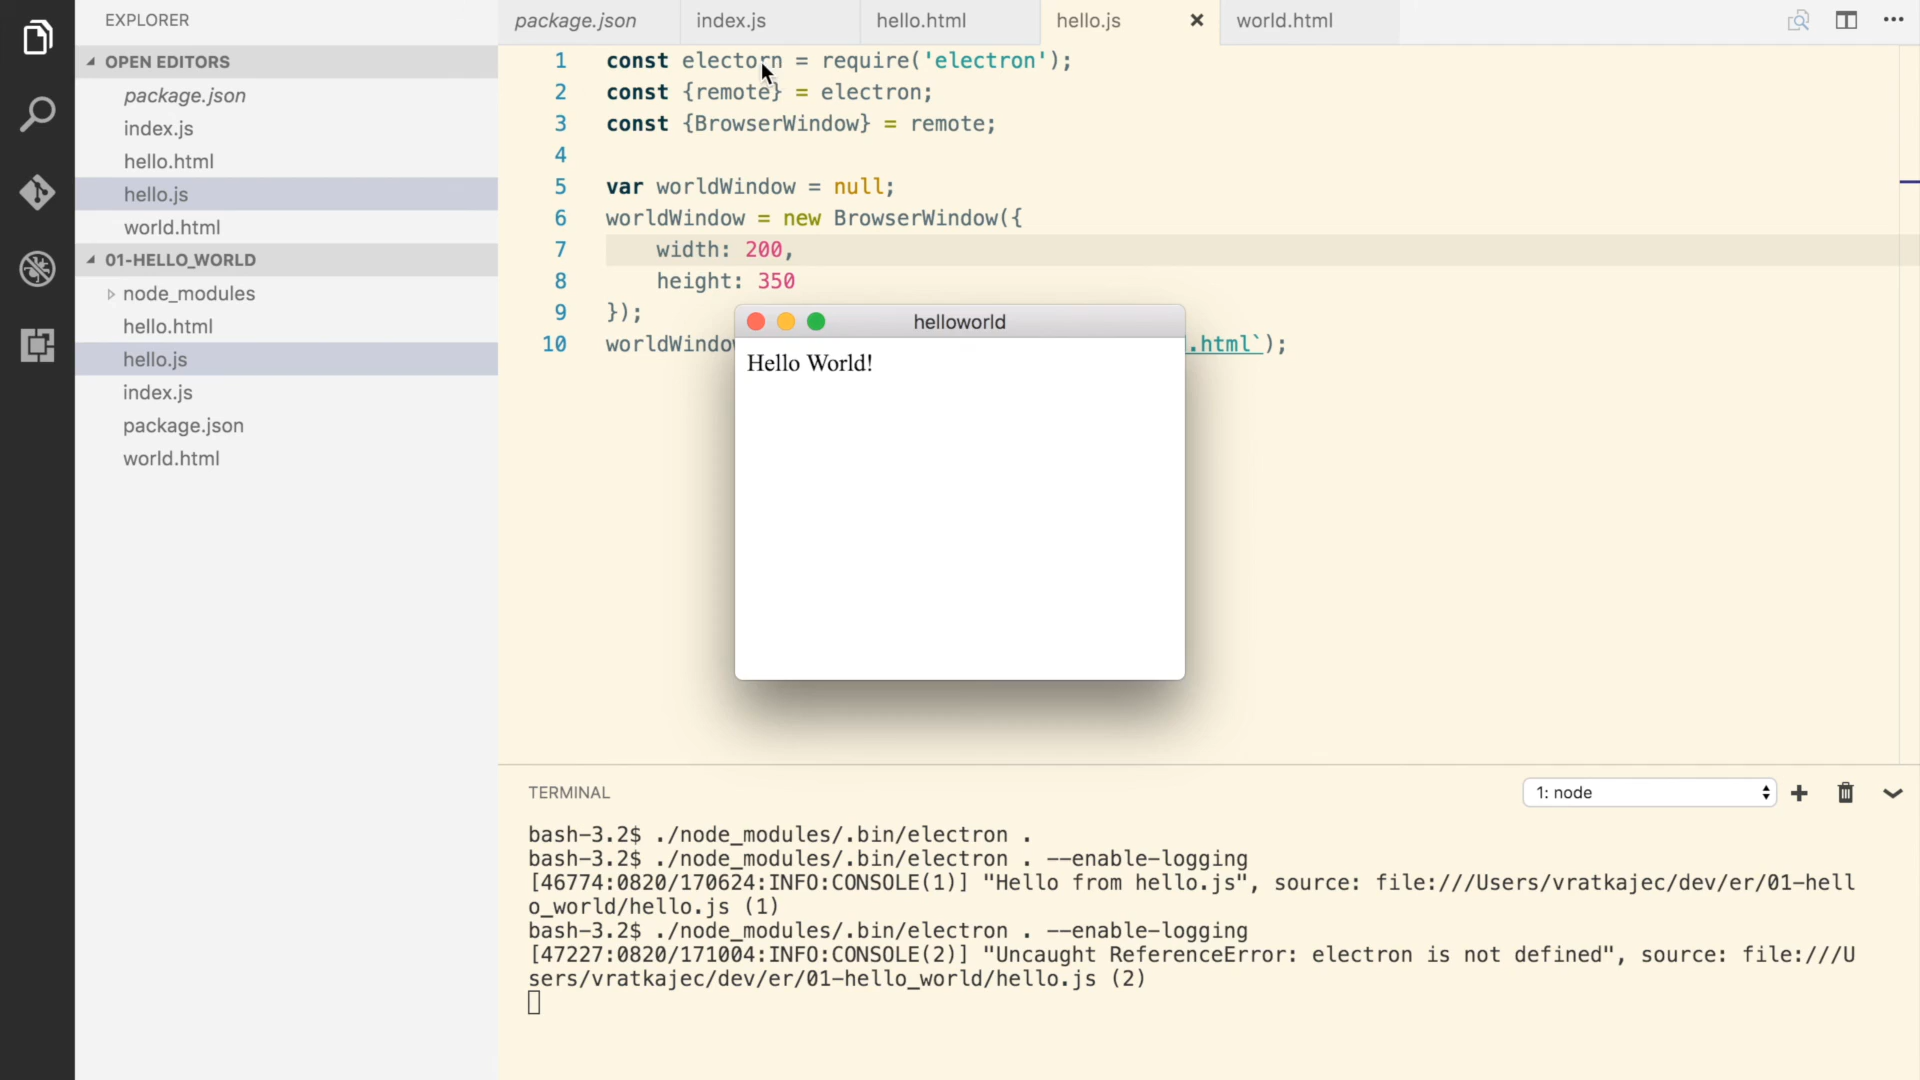 EXPLORER
OPEN EDITORS
package.json
index.js
hello.html
hello.js
world.html
01-HELLO_WORLD
node_modules
hello.html
hello.js
index.js
package.json
world.html
package.json
index.js
hello.html
hello.js
world.html
1 const electorn = require('electron');
2 const {remote} = electron;
3 const {BrowserWindow} = remote;
4
5 var worldWindow = null;
6 worldWindow = new BrowserWindow({
7 width: 200,
8 height: 350
9 });
10 worldWindow .html`);
helloworld
Hello World!
TERMINAL
1: node
bash-3.2$ ./node_modules/.bin/electron .
bash-3.2$ ./node_modules/.bin/electron . --enable-logging
[46774:0820/170624:INFO:CONSOLE(1)] "Hello from hello.js", source: file:///Users/vratkajec/dev/er/01-hell
o_world/hello.js (1)
bash-3.2$ ./node_modules/.bin/electron . --enable-logging
[47227:0820/171004:INFO:CONSOLE(2)] "Uncaught ReferenceError: electron is not defined", source: file:///U
sers/vratkajec/dev/er/01-hello_world/hello.js (2)